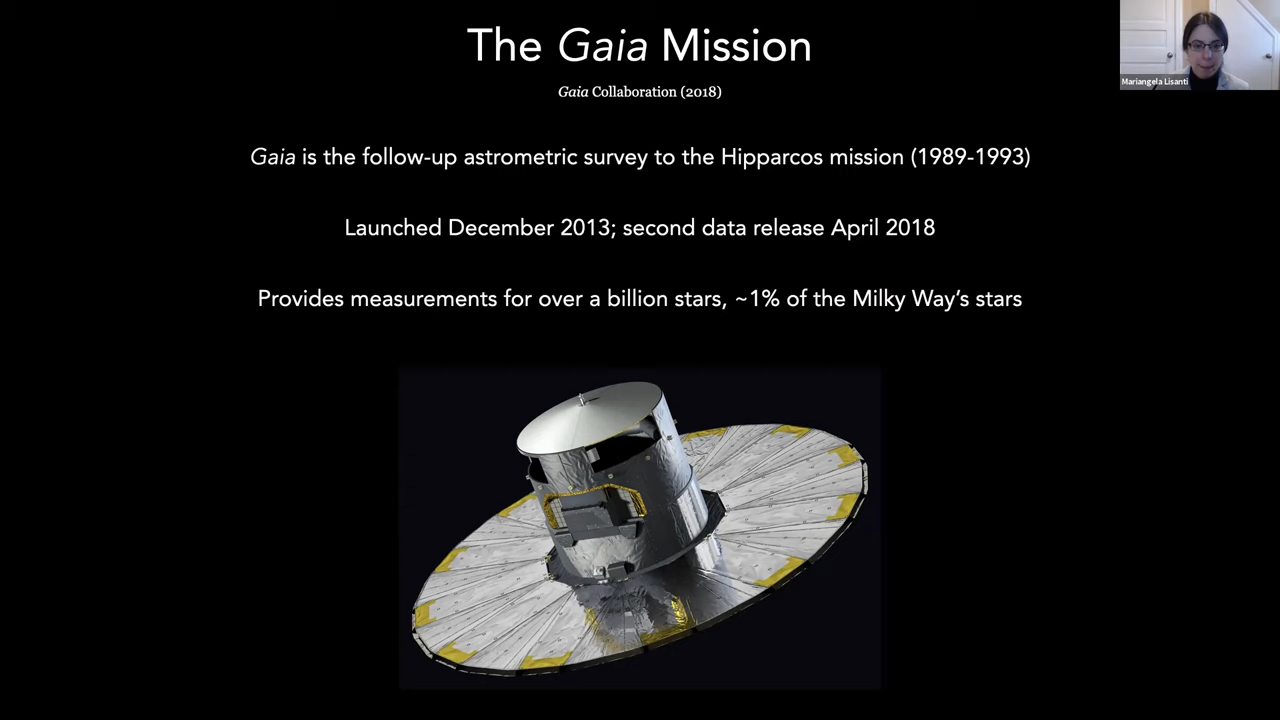 The Gaia Mission
Gaia Collaboration (2018)
Mariangela Lisanti
Gaia is the follow-up astrometric survey to the Hipparcos mission (1989-1993)
Launched December 2013; second data release April 2018
Provides measurements for over a billion stars, ~1% of the Milky Way’s stars